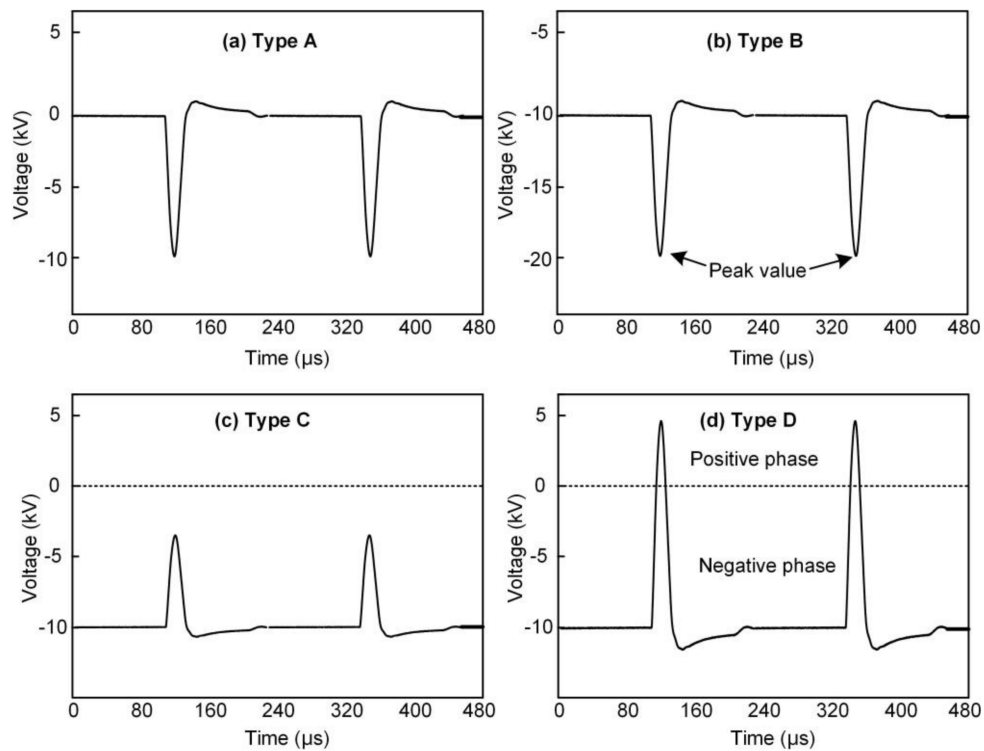 (a) Type A
5
0
-5
-10
Voltage (kV)
0 80 160 240 320 400 480
Time (µs)
(b) Type B
-5
-10
-15
-20
Voltage (kV)
Peak value
0 80 160 240 320 400 480
Time (µs)
(c) Type C
5
0
-5
-10
Voltage (kV)
0 80 160 240 320 400 480
Time (µs)
(d) Type D
5
0
-5
-10
Voltage (kV)
Positive phase
Negative phase
0 80 160 240 320 400 480
Time (µs)